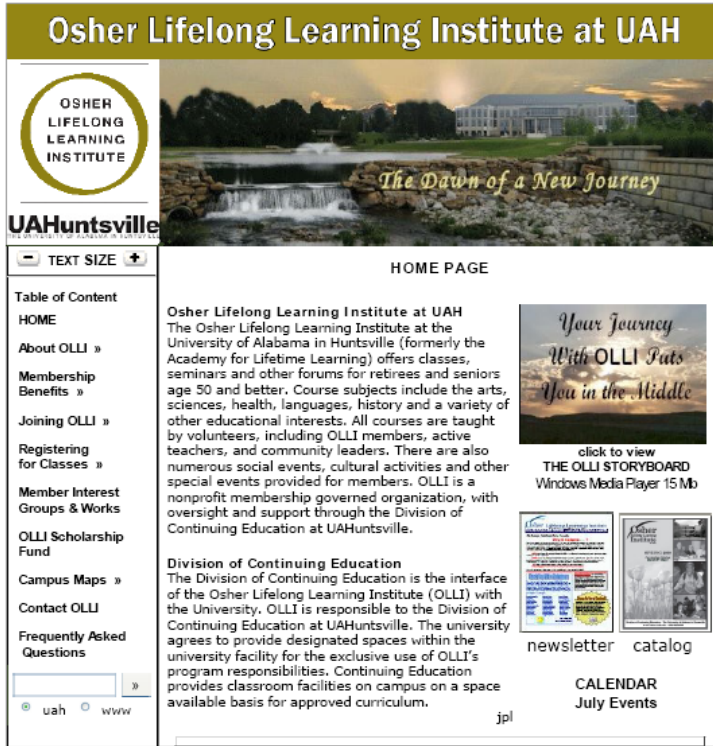 Osher Lifelong Learning Institute at UAH
OSHER
LIFELONG
LEARNING
INSTITUTE
UAHuntsville
THE UNIVERSITY OF ALABAMA IN HUNTSVILLE
The Dawn of a New Journey
TEXT SIZE
Table of Content
HOME
About OLLI »
Membership
Benefits »
Joining OLLI »
Registering
for Classes »
Member Interest
Groups & Works
OLLI Scholarship
Fund
Campus Maps »
Contact OLLI
Frequently Asked
Questions
»
uah www
HOME PAGE
Osher Lifelong Learning Institute at UAH
The Osher Lifelong Learning Institute at the
University of Alabama in Huntsville (formerly the
Academy for Lifetime Learning) offers classes,
seminars and other forums for retirees and seniors
age 50 and better. Course subjects include the arts,
sciences, health, languages, history and a variety of
other educational interests. All courses are taught
by volunteers, including OLLI members, active
teachers, and community leaders. There are also
numerous social events, cultural activities and other
special events provided for members. OLLI is a
nonprofit membership governed organization, with
oversight and support through the Division of
Continuing Education at UAHuntsville.
Division of Continuing Education
The Division of Continuing Education is the interface
of the Osher Lifelong Learning Institute (OLLI) with
the University. OLLI is responsible to the Division of
Continuing Education at UAHuntsville. The university
agrees to provide designated spaces within the
university facility for the exclusive use of OLLI's
program responsibilities. Continuing Education
provides classroom facilities on campus on a space
available basis for approved curriculum.
jpl
Your Journey
With OLLI Puts
You in the Middle
click to view
THE OLLI STORYBOARD
Windows Media Player 15 Mb
Osher
Osher
Institute
newsletter catalog
CALENDAR
July Events